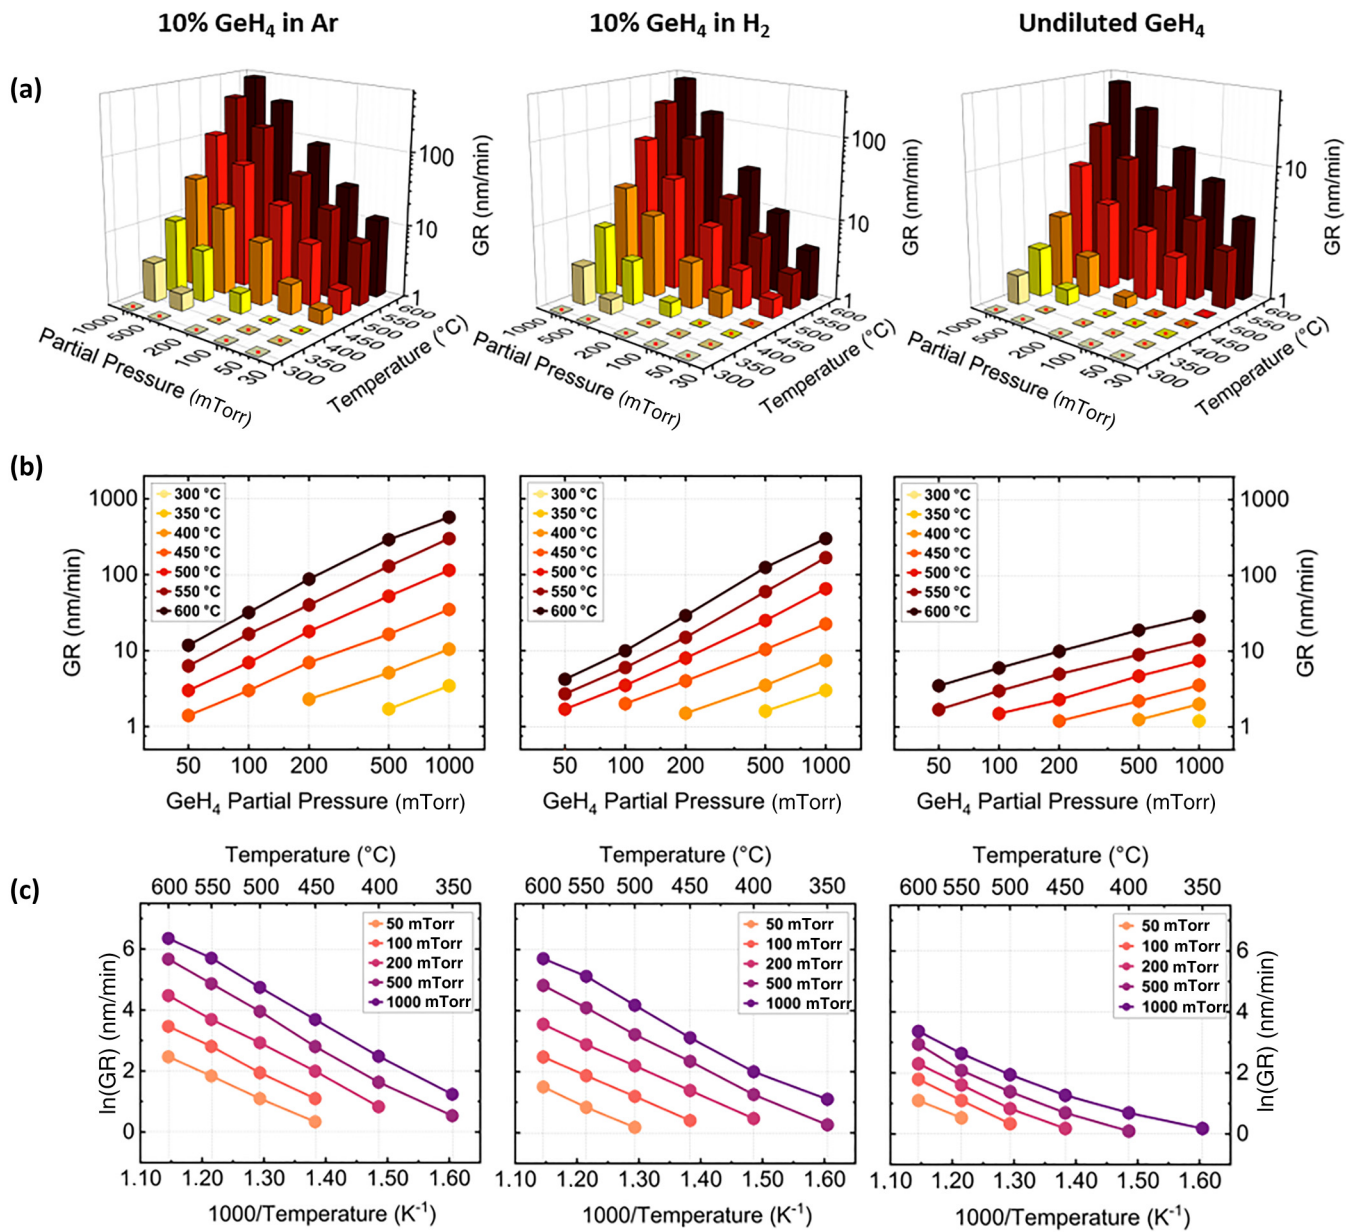 10% GeH4 in Ar
10% GeH4 in H2
Undiluted GeH4
(a)
100
10
1
GR (nm/min)
1000
500
200
100
50
30
Partial Pressure (mTorr)
300
350
400
450
500
550
600
Temperature (°C)
100
10
1
GR (nm/min)
1000
500
200
100
50
30
Partial Pressure (mTorr)
300
350
400
450
500
550
600
Temperature (°C)
10
1
GR (nm/min)
1000
500
200
100
50
30
Partial Pressure (mTorr)
300
350
400
450
500
550
600
Temperature (°C)
(b)
GR (nm/min)
1000
100
10
1
300 °C
350 °C
400 °C
450 °C
500 °C
550 °C
600 °C
50 100 200 500 1000
GeH4 Partial Pressure (mTorr)
300 °C
350 °C
400 °C
450 °C
500 °C
550 °C
600 °C
50 100 200 500 1000
GeH4 Partial Pressure (mTorr)
300 °C
350 °C
400 °C
450 °C
500 °C
550 °C
600 °C
1000
100
10
1
GR (nm/min)
50 100 200 500 1000
GeH4 Partial Pressure (mTorr)
(c)
Temperature (°C)
600 550 500 450 400 350
ln(GR) (nm/min)
6
4
2
0
50 mTorr
100 mTorr
200 mTorr
500 mTorr
1000 mTorr
1.10 1.20 1.30 1.40 1.50 1.60
1000/Temperature (K-1)
Temperature (°C)
600 550 500 450 400 350
50 mTorr
100 mTorr
200 mTorr
500 mTorr
1000 mTorr
1.10 1.20 1.30 1.40 1.50 1.60
1000/Temperature (K-1)
Temperature (°C)
600 550 500 450 400 350
50 mTorr
100 mTorr
200 mTorr
500 mTorr
1000 mTorr
6
4
2
0
ln(GR) (nm/min)
1.10 1.20 1.30 1.40 1.50 1.60
1000/Temperature (K-1)